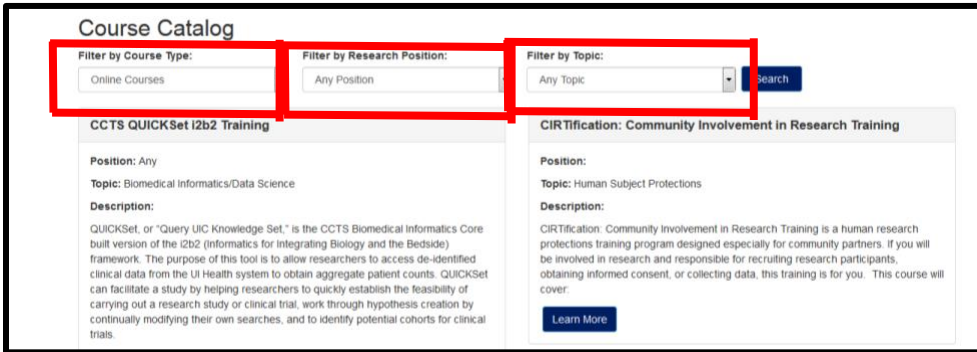 Course Catalog
Filter by Course Type:
Filter by Research Position:
Filter by Topic:
Online Courses
Any Position
Any Topic
Search
CCTS QUICKSet i2b2 Training
Position: Any
Topic: Biomedical Informatics/Data Science
Description:
QUICKSet, or “Query UIC Knowledge Set,” is the CCTS Biomedical Informatics Core
built version of the i2b2 (Informatics for Integrating Biology and the Bedside)
framework. The purpose of this tool is to allow researchers to access de-identified
clinical data from the UI Health system to obtain aggregate patient counts. QUICKSet
can facilitate a study by helping researchers to quickly establish the feasibility of
carrying out a research study or clinical trial, work through hypothesis creation by
continually modifying their own searches, and to identify potential cohorts for clinical
trials.
CIRTification: Community Involvement in Research Training
Position:
Topic: Human Subject Protections
Description:
CIRTification: Community Involvement in Research Training is a human research
protections training program designed especially for community partners. If you will
be involved in research and responsible for recruiting research participants,
obtaining informed consent, or collecting data, this training is for you. This course will
cover:
Learn More